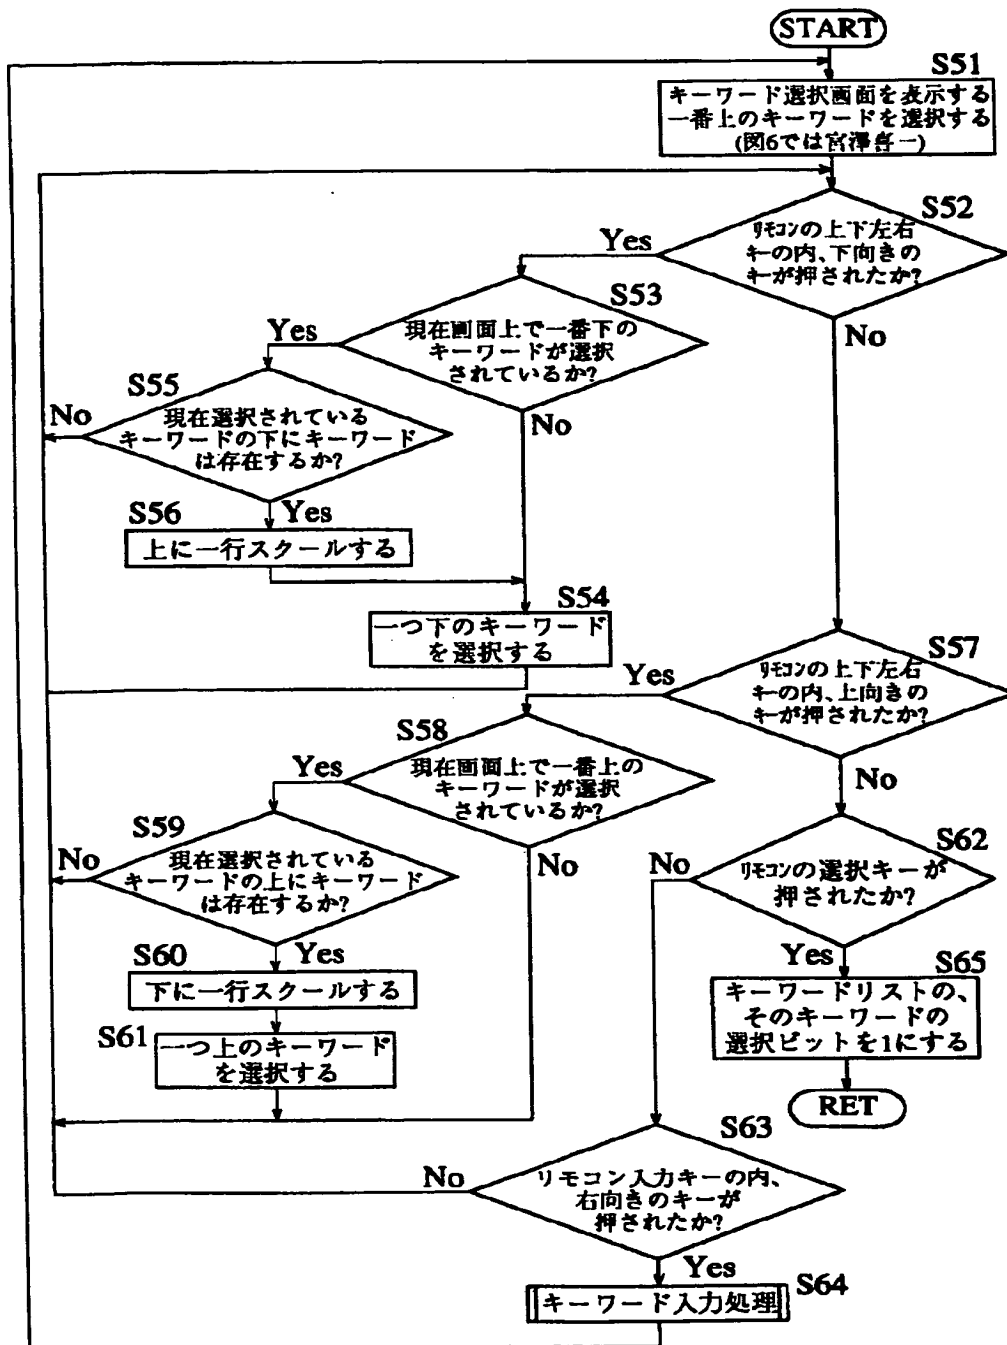 START
S51
キーワード選択画面を表示する
一番上のキーワードを選択する
(図6では宮澤喜一)
S52
リモコンの上下左右
キーの内、下向きの
キーが押されたか?
Yes
No
S53
現在画面上で一番下の
キーワードが選択
されているか?
Yes
No
S55
現在選択されている
キーワードの下にキーワード
は存在するか?
No
Yes
S56
上に一行スクールする
S54
一つ下のキーワード
を選択する
S57
リモコンの上下左右
キーの内、上向きの
キーが押されたか?
Yes
No
S58
現在画面上で一番上の
キーワードが選択
されているか?
Yes
No
S59
現在選択されている
キーワードの上にキーワード
は存在するか?
No
Yes
S60
下に一行スクールする
S61
一つ上のキーワード
を選択する
S62
リモコンの選択キーが
押されたか?
No
Yes
S65
キーワードリストの、
そのキーワードの
選択ビットを1にする
RET
S63
リモコン入力キーの内、
右向きのキーが
押されたか?
No
Yes
S64
キーワード入力処理